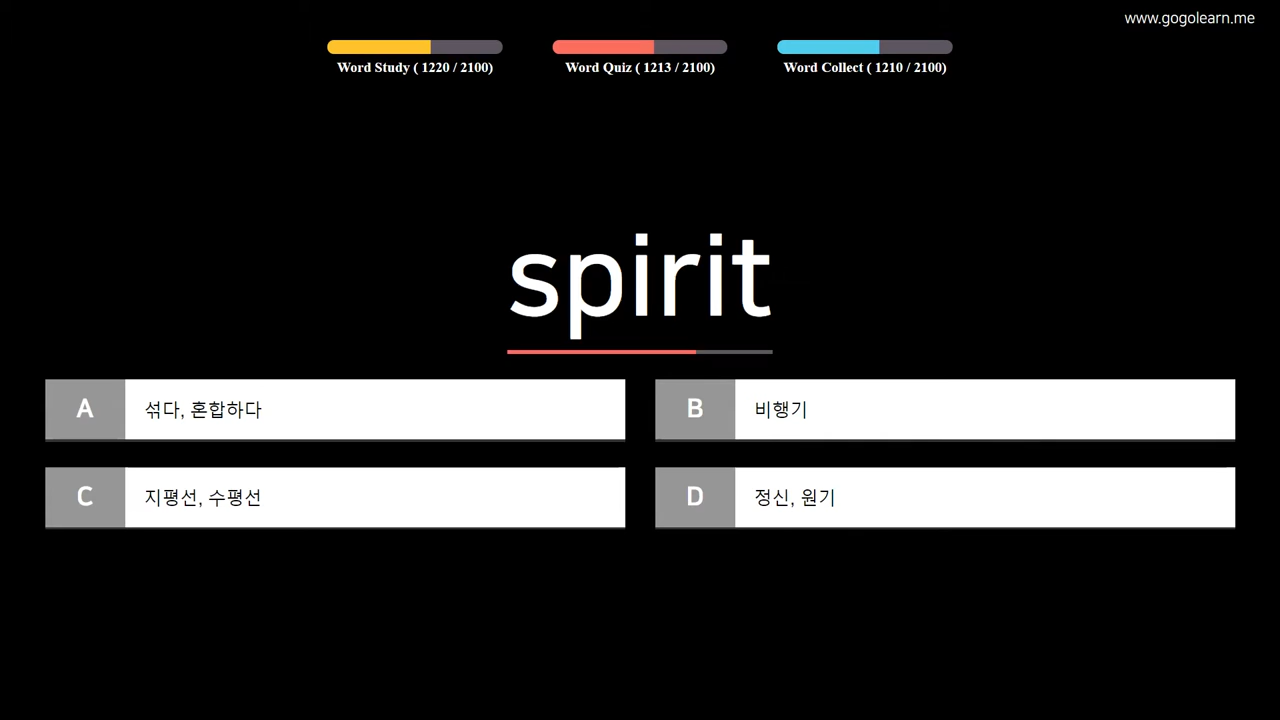 www.gogolearn.me
Word Study ( 1220 / 2100)
Word Quiz ( 1213 / 2100)
Word Collect ( 1210 / 2100)
spirit
A 섞다, 혼합하다
B 비행기
C 지평선, 수평선
D 정신, 원기